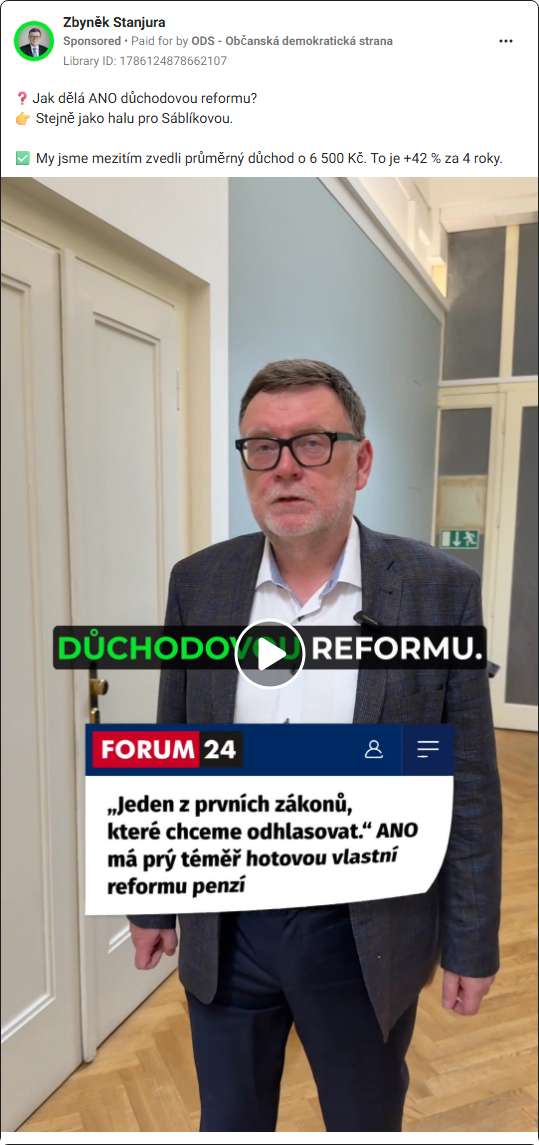 Zbyněk Stanjura
Sponsored • Paid for by ODS - Občanská demokratická strana
Library ID: 1786124878662107
❓ Jak dělá ANO důchodovou reformu?
👉 Stejně jako halu pro Sáblíkovou.
✅ My jsme mezitím zvedli průměrný důchod o 6 500 Kč. To je +42 % za 4 roky.
DŮCHODOVOU REFORMU.
FORUM 24
„Jeden z prvních zákonů,
které chceme odhlasovat.“ ANO
má prý téměř hotovou vlastní
reformu penzí